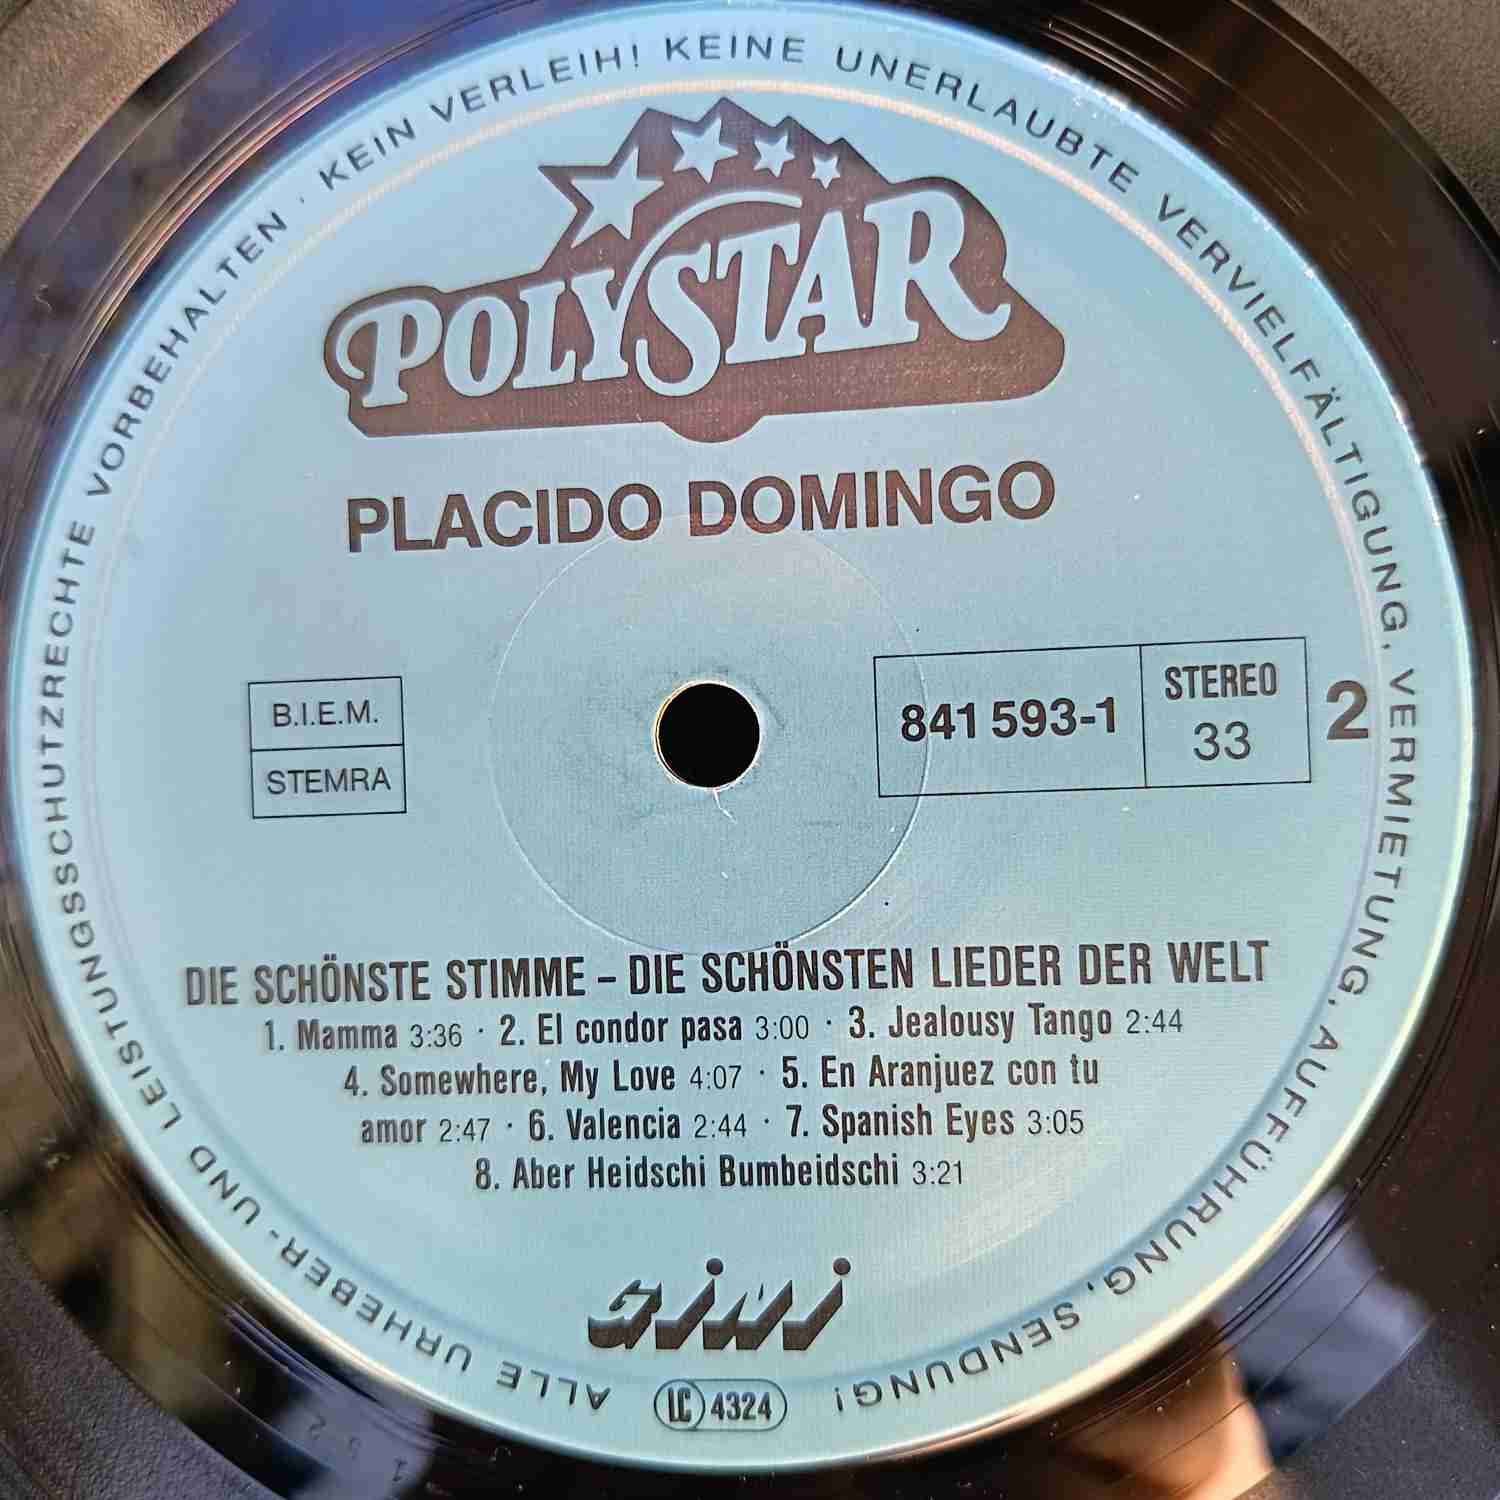 ALLE URHEBER- UND LEISTUNGSSCHUTZRECHTE VORBEHALTEN · KEIN VERLEIH! KEINE UNERLAUBTE VERVIELFÄLTIGUNG, VERMIETUNG, AUFFÜHRUNG, SENDUNG!
POLYSTAR
PLACIDO DOMINGO
B.I.E.M.
STEMRA
841 593-1
STEREO
33
2
DIE SCHÖNSTE STIMME – DIE SCHÖNSTEN LIEDER DER WELT
1. Mamma 3:36 · 2. El condor pasa 3:00 · 3. Jealousy Tango 2:44
4. Somewhere, My Love 4:07 · 5. En Aranjuez con tu
amor 2:47 · 6. Valencia 2:44 · 7. Spanish Eyes 3:05
8. Aber Heidschi Bumbeidschi 3:21
LC 4324